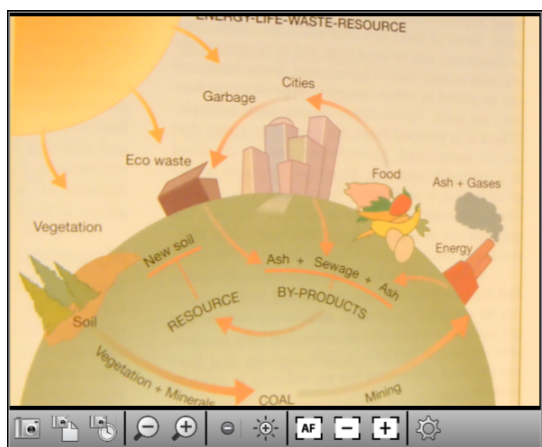 ENERGY-LIFE-WASTE-RESOURCE
Cities
Garbage
Eco waste
Food
Ash + Gases
Vegetation
Energy
New soil
Ash + Sewage + Ash
BY-PRODUCTS
RESOURCE
Soil
Vegetation + Minerals
COAL
Mining
AF